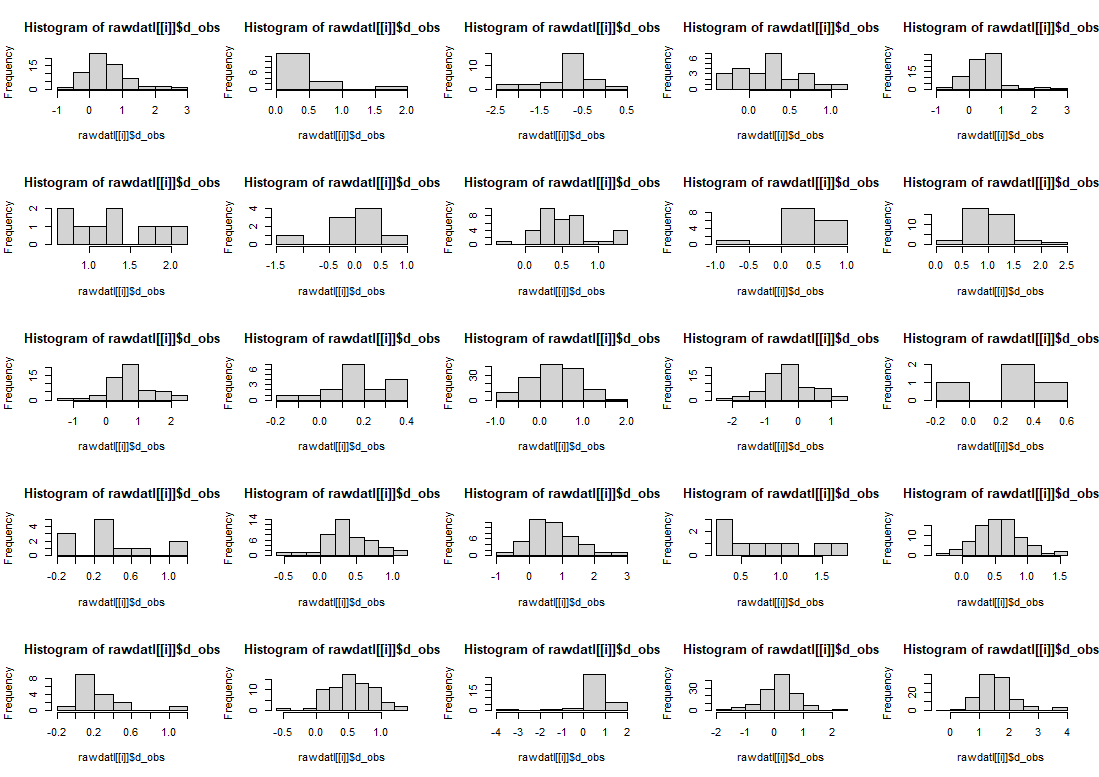 Histogram of rawdatl[[i]]$d_obs
Frequency
0 15
-1 0 1 2 3
rawdatl[[i]]$d_obs
Histogram of rawdatl[[i]]$d_obs
Frequency
0 6
0.0 0.5 1.0 1.5 2.0
rawdatl[[i]]$d_obs
Histogram of rawdatl[[i]]$d_obs
Frequency
0 10
-2.5 -1.5 -0.5 0.5
rawdatl[[i]]$d_obs
Histogram of rawdatl[[i]]$d_obs
Frequency
0 3 6
0.0 0.5 1.0
rawdatl[[i]]$d_obs
Histogram of rawdatl[[i]]$d_obs
Frequency
0 15
-1 0 1 2 3
rawdatl[[i]]$d_obs
Histogram of rawdatl[[i]]$d_obs
Frequency
0 1 2
1.0 1.5 2.0
rawdatl[[i]]$d_obs
Histogram of rawdatl[[i]]$d_obs
Frequency
0 2 4
-1.5 -0.5 0.0 0.5 1.0
rawdatl[[i]]$d_obs
Histogram of rawdatl[[i]]$d_obs
Frequency
0 4 8
0.0 0.5 1.0
rawdatl[[i]]$d_obs
Histogram of rawdatl[[i]]$d_obs
Frequency
0 4 8
-1.0 -0.5 0.0 0.5 1.0
rawdatl[[i]]$d_obs
Histogram of rawdatl[[i]]$d_obs
Frequency
0 10
0.0 0.5 1.0 1.5 2.0 2.5
rawdatl[[i]]$d_obs
Histogram of rawdatl[[i]]$d_obs
Frequency
0 15
-1 0 1 2
rawdatl[[i]]$d_obs
Histogram of rawdatl[[i]]$d_obs
Frequency
0 3 6
-0.2 0.0 0.2 0.4
rawdatl[[i]]$d_obs
Histogram of rawdatl[[i]]$d_obs
Frequency
0 30
-1.0 0.0 1.0 2.0
rawdatl[[i]]$d_obs
Histogram of rawdatl[[i]]$d_obs
Frequency
0 15
-2 -1 0 1
rawdatl[[i]]$d_obs
Histogram of rawdatl[[i]]$d_obs
Frequency
0 1 2
-0.2 0.0 0.2 0.4 0.6
rawdatl[[i]]$d_obs
Histogram of rawdatl[[i]]$d_obs
Frequency
0 2 4
-0.2 0.2 0.6 1.0
rawdatl[[i]]$d_obs
Histogram of rawdatl[[i]]$d_obs
Frequency
0 6 14
-0.5 0.0 0.5 1.0
rawdatl[[i]]$d_obs
Histogram of rawdatl[[i]]$d_obs
Frequency
0 6
-1 0 1 2 3
rawdatl[[i]]$d_obs
Histogram of rawdatl[[i]]$d_obs
Frequency
0 2
0.5 1.0 1.5
rawdatl[[i]]$d_obs
Histogram of rawdatl[[i]]$d_obs
Frequency
0 10
0.0 0.5 1.0 1.5
rawdatl[[i]]$d_obs
Histogram of rawdatl[[i]]$d_obs
Frequency
0 4 8
-0.2 0.2 0.6 1.0
rawdatl[[i]]$d_obs
Histogram of rawdatl[[i]]$d_obs
Frequency
0 10
-0.5 0.0 0.5 1.0
rawdatl[[i]]$d_obs
Histogram of rawdatl[[i]]$d_obs
Frequency
0 15
-4 -3 -2 -1 0 1 2
rawdatl[[i]]$d_obs
Histogram of rawdatl[[i]]$d_obs
Frequency
0 30
-2 -1 0 1 2
rawdatl[[i]]$d_obs
Histogram of rawdatl[[i]]$d_obs
Frequency
0 20
0 1 2 3 4
rawdatl[[i]]$d_obs